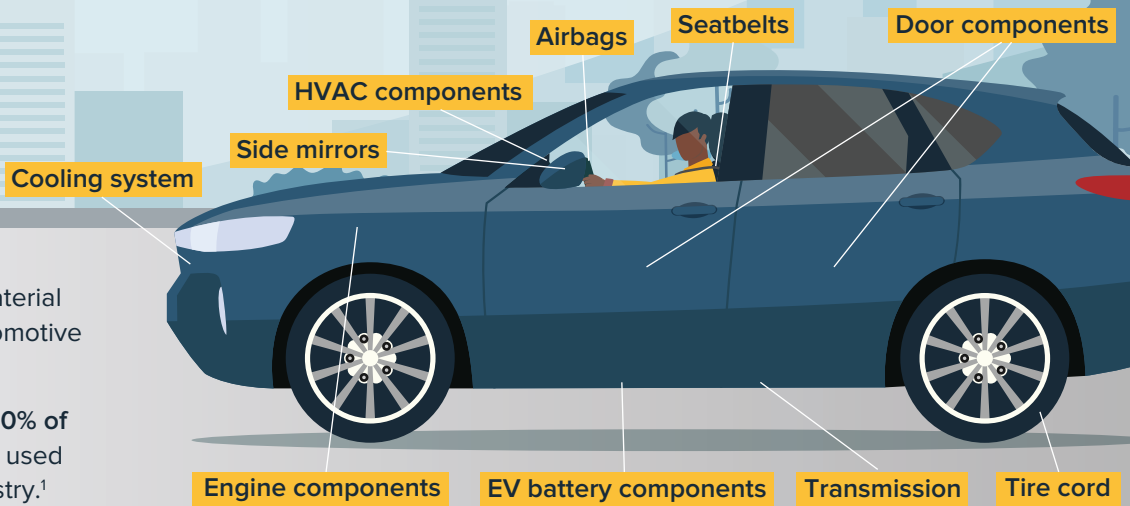 Airbags
Seatbelts
Door components
HVAC components
Side mirrors
Cooling system
omotive
0% of
used
stry.¹
Engine components
EV battery components
Transmission
Tire cord